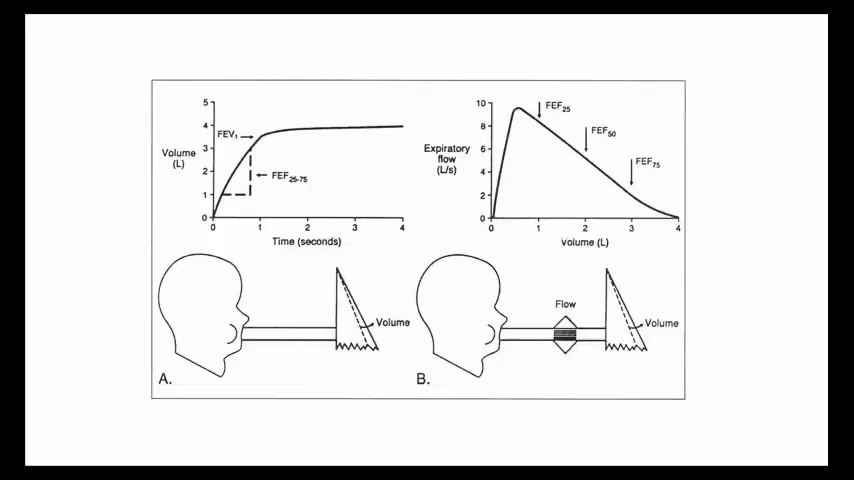 5
4
3
2
1
0
Volume
(L)
FEV1
FEF25-75
0
1
2
3
4
Time (seconds)
10
8
6
4
2
0
Expiratory
flow
(L/s)
FEF25
FEF50
FEF75
0
1
2
3
4
Volume (L)
Volume
A.
Flow
Volume
B.